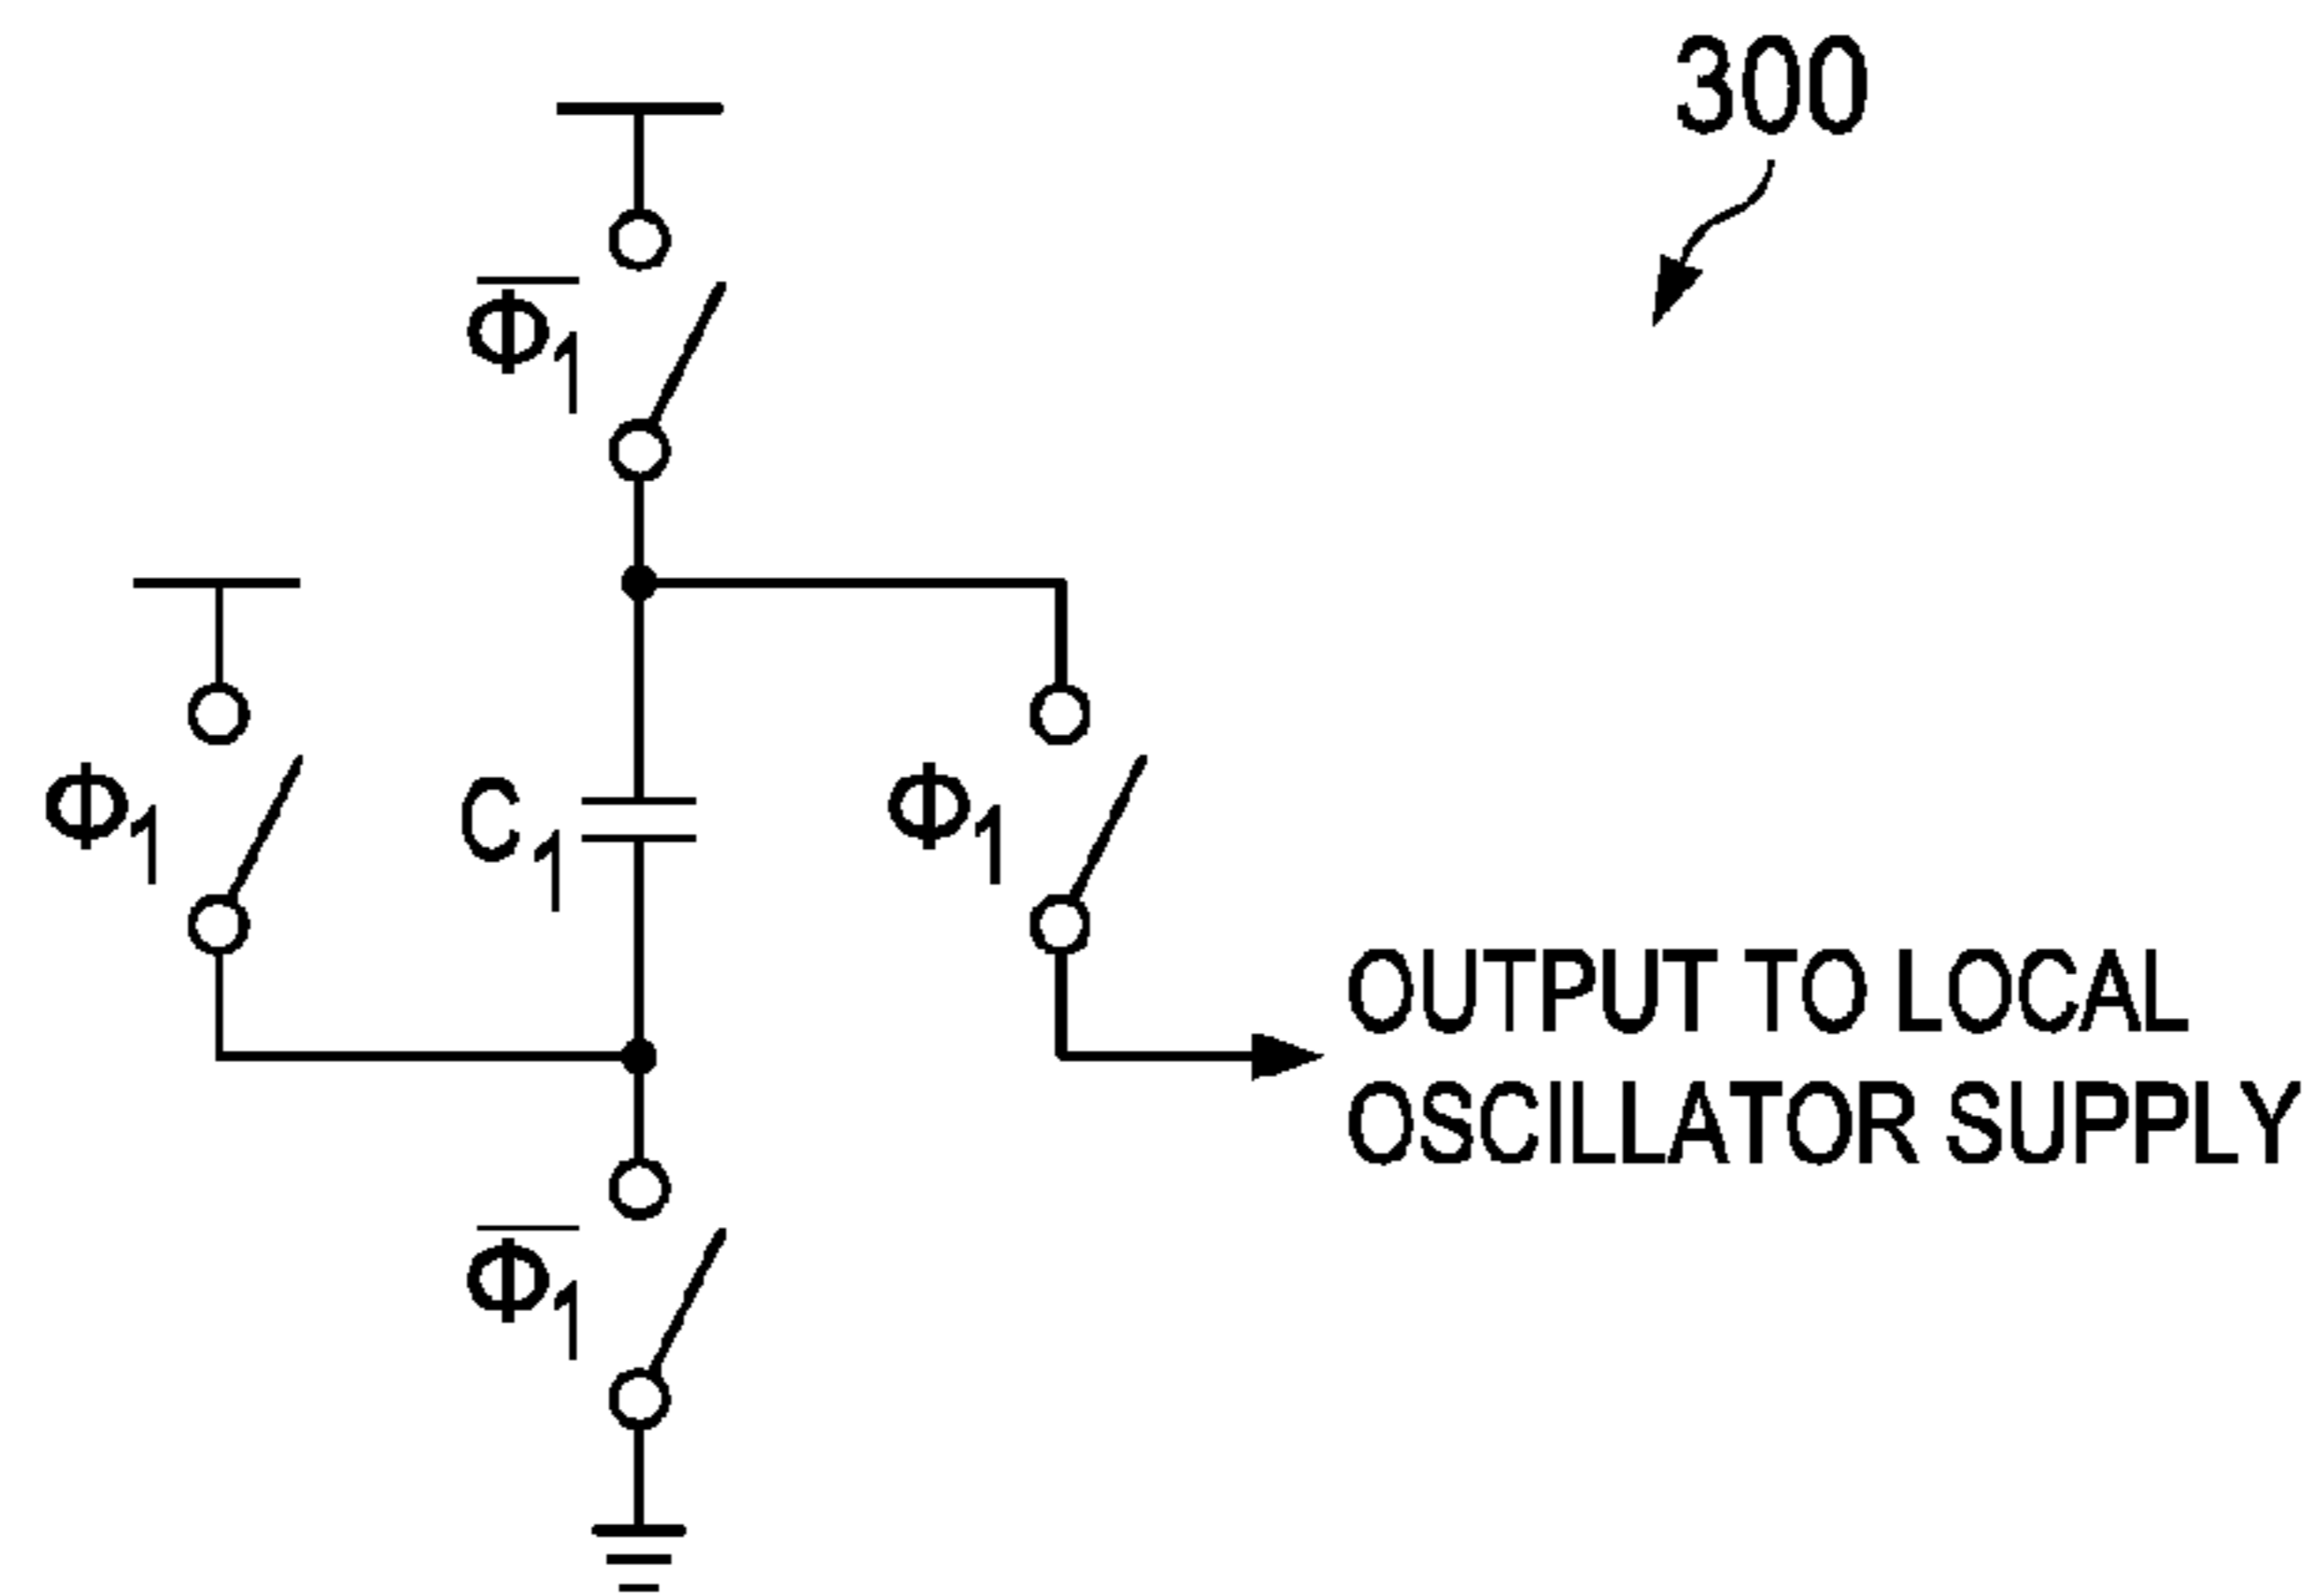 300
Φ̅1
Φ1
C1
Φ1
OUTPUT TO LOCAL
OSCILLATOR SUPPLY
Φ̅1